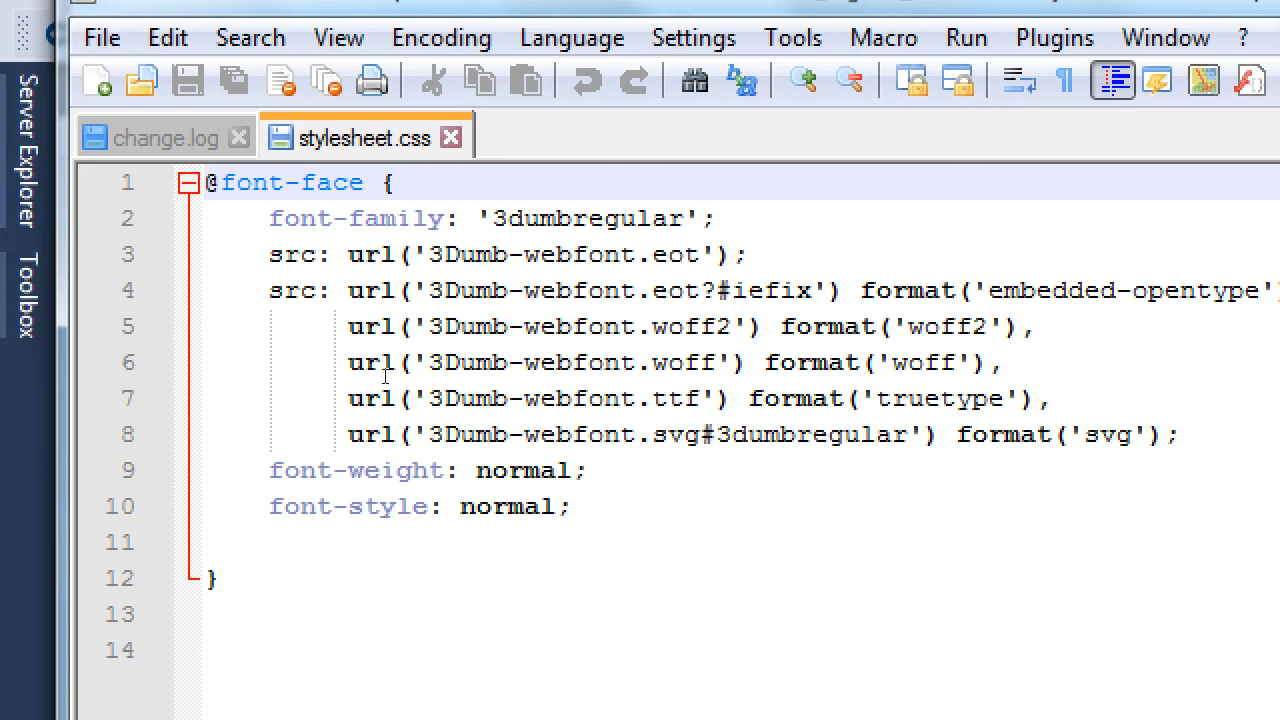 File Edit Search View Encoding Language Settings Tools Macro Run Plugins Window ?
Server Explorer
Toolbox
change.log stylesheet.css
1 @font-face {
2 font-family: '3dumbregular';
3 src: url('3Dumb-webfont.eot');
4 src: url('3Dumb-webfont.eot?#iefix') format('embedded-opentype'
5 url('3Dumb-webfont.woff2') format('woff2'),
6 url('3Dumb-webfont.woff') format('woff'),
7 url('3Dumb-webfont.ttf') format('truetype'),
8 url('3Dumb-webfont.svg#3dumbregular') format('svg');
9 font-weight: normal;
10 font-style: normal;
11
12 }
13
14